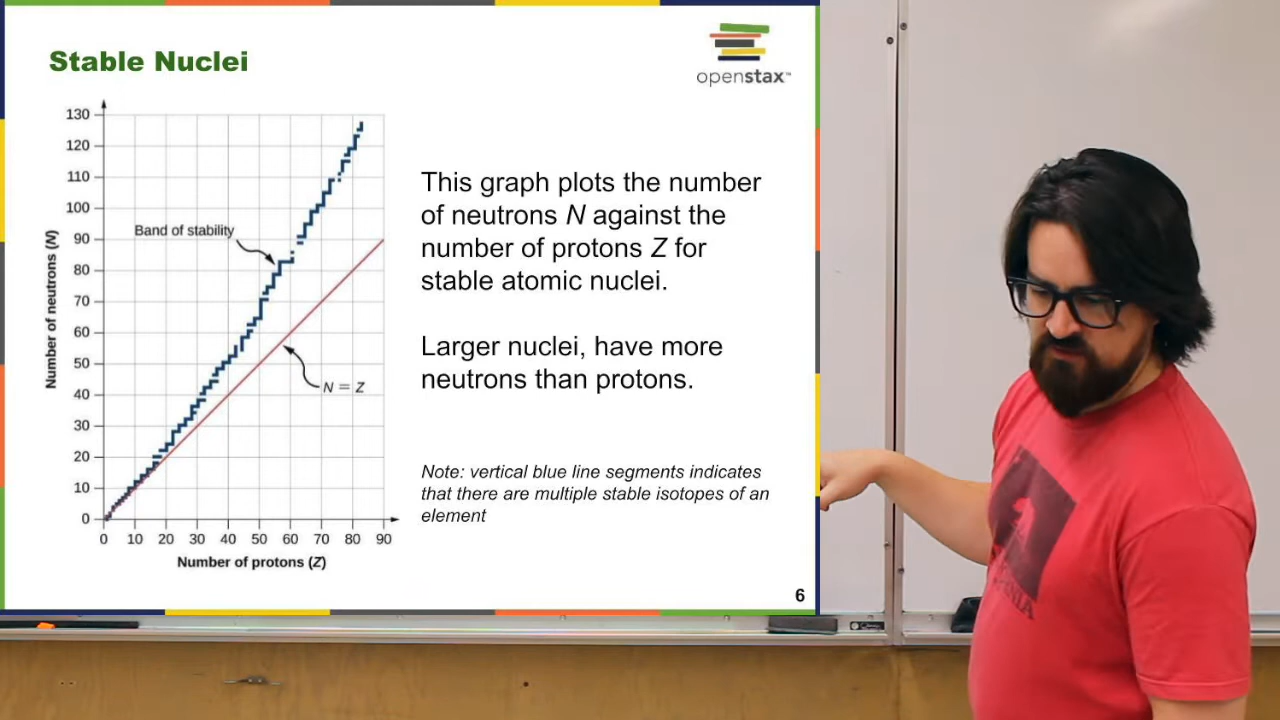 Stable Nuclei
openstax™
130
120
110
100
90
80
70
60
50
40
30
20
10
0
Number of neutrons (N)
Band of stability
N = Z
0 10 20 30 40 50 60 70 80 90
Number of protons (Z)
This graph plots the number
of neutrons N against the
number of protons Z for
stable atomic nuclei.
Larger nuclei, have more
neutrons than protons.
Note: vertical blue line segments indicates
that there are multiple stable isotopes of an
element
6